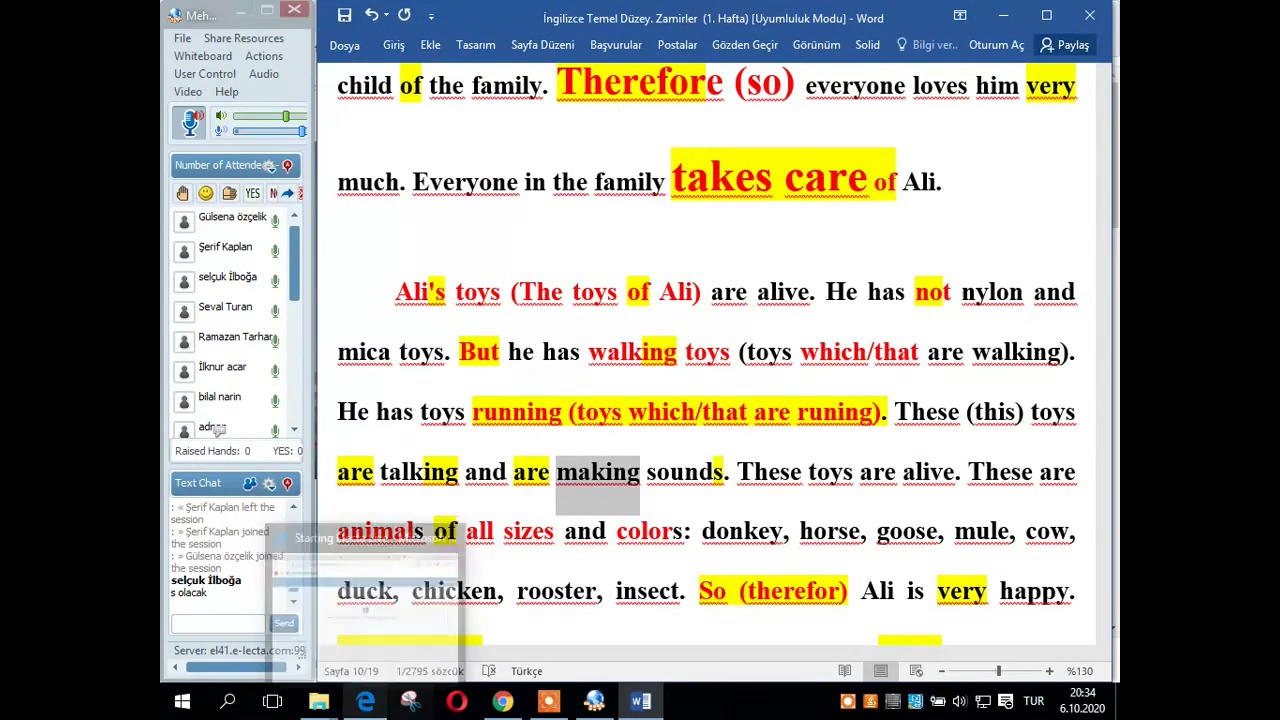 Meh...
File Share Resources
Whiteboard Actions
User Control Audio
Video Help
Number of Attende
YES
Gülsena özçelik
Şerif Kaplan
selçuk İlboğa
Seval Turan
Ramazan Tarhan
İlknur acar
bilal narin
Raised Hands: 0 YES: 0
Text Chat
: « Şerif Kaplan left the
session
: » Şerif Kaplan joined
the session
: » Gülsena özçelik joined
the session
selçuk İlboğa
s olacak
Send
Server: el41.e-lecta.com:99
İngilizce Temel Düzey. Zamirler (1. Hafta) [Uyumluluk Modu] - Word
Dosya Giriş Ekle Tasarım Sayfa Düzeni Başvurular Postalar Gözden Geçir Görünüm Solid Bilgi ver.. Oturum Aç Paylaş
child of the family. Therefore (so) everyone loves him very
much. Everyone in the family takes care of Ali.
Ali's toys (The toys of Ali) are alive. He has not nylon and
mica toys. But he has walking toys (toys which/that are walking).
He has toys running (toys which/that are runing). These (this) toys
are talking and are making sounds. These toys are alive. These are
animals of all sizes and colors: donkey, horse, goose, mule, cow,
duck, chicken, rooster, insect. So (therefor) Ali is very happy.
Starting
Sayfa 10/19 1/2795 sözcük Türkçe %130
TUR
20:34
6.10.2020